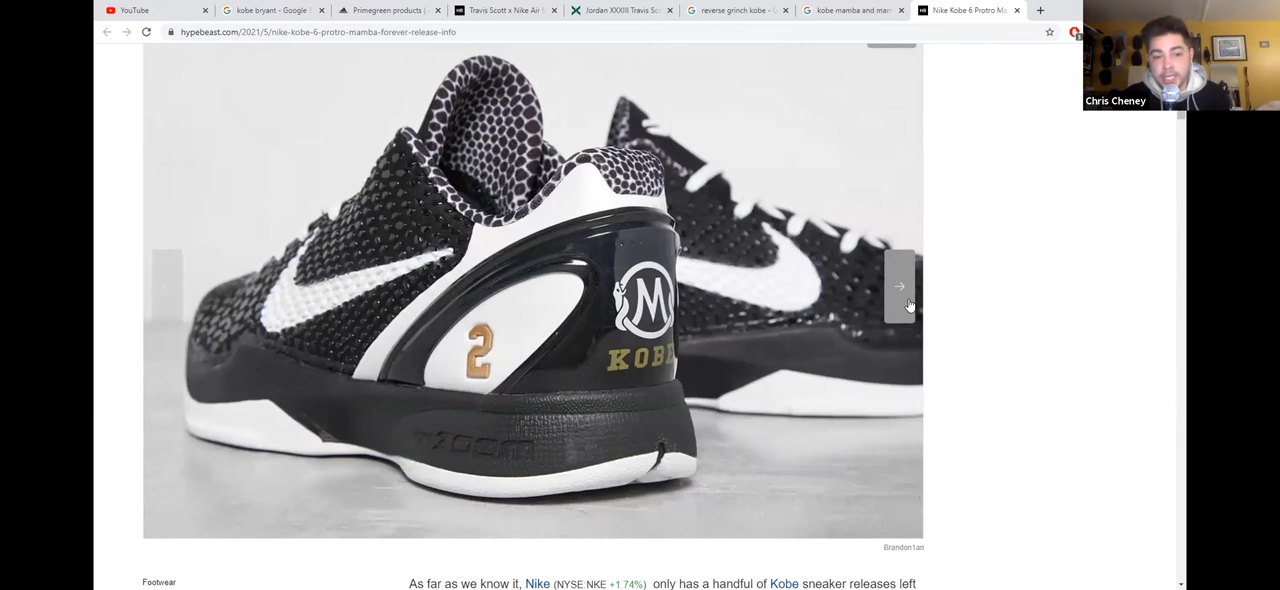 YouTube
kobe bryant - Google S
Primegreen products |
Travis Scott x Nike Air
Jordan XXXIII Travis Sc
reverse grinch kobe - G
kobe mamba and mam
Nike Kobe 6 Protro Ma
hypebeast.com/2021/5/nike-kobe-6-protro-mamba-forever-release-info
Chris Cheney
M
2
KOBE
ZOOM
Brandon1an
Footwear
As far as we know it, Nike (NYSE:NKE +1.74%) only has a handful of Kobe sneaker releases left